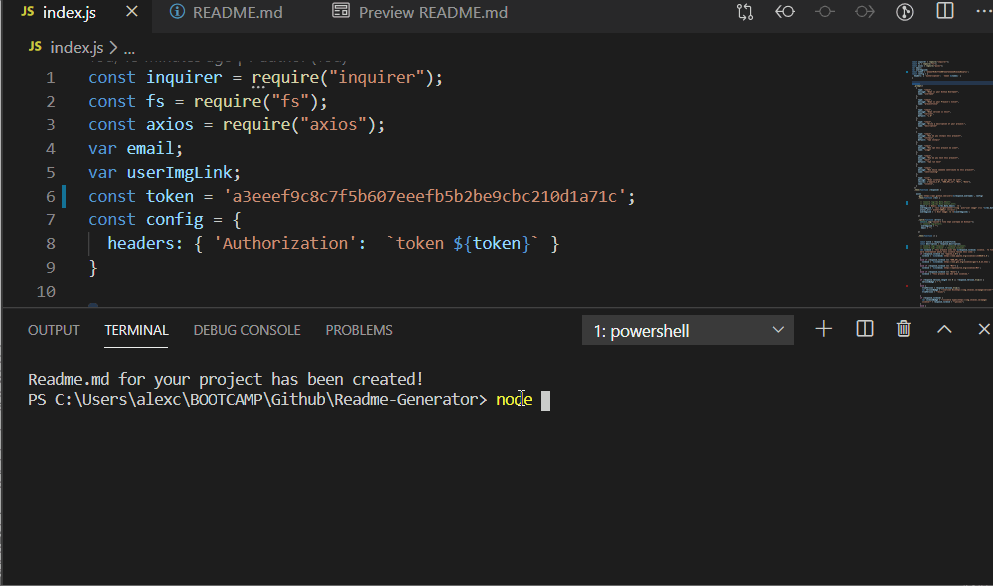 JS index.js × README.md Preview README.md
JS index.js > ...
1 const inquirer = require("inquirer");
2 const fs = require("fs");
3 const axios = require("axios");
4 var email;
5 var userImgLink;
6 const token = 'a3eeef9c8c7f5b607eeefb5b2be9cbc210d1a71c';
7 const config = {
8 headers: { 'Authorization': `token ${token}` }
9 }
10
OUTPUT TERMINAL DEBUG CONSOLE PROBLEMS 1: powershell
Readme.md for your project has been created!
PS C:\Users\alexc\BOOTCAMP\Github\Readme-Generator> node